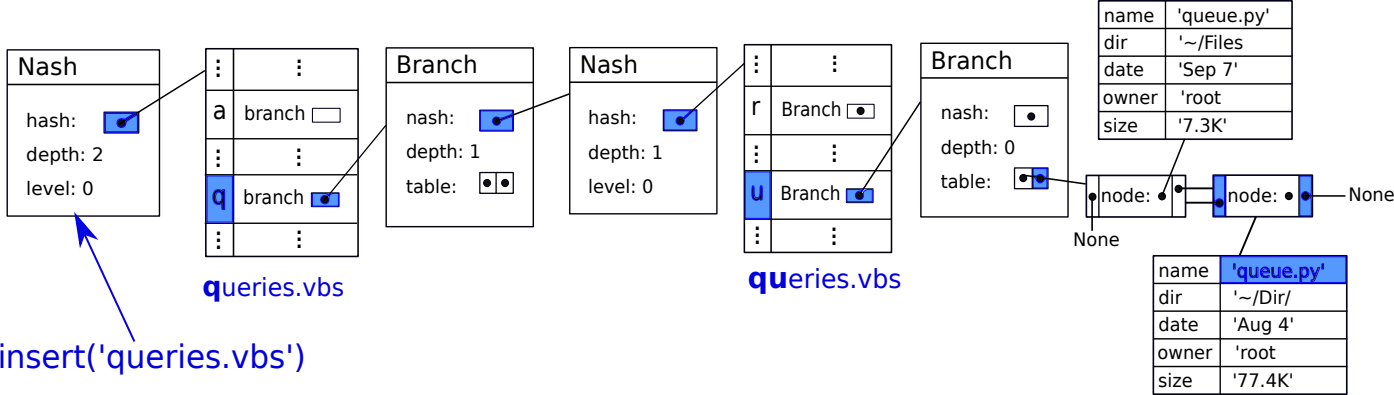 Nash
hash:
depth: 2
level: 0
⋮ ⋮
a branch
⋮ ⋮
q branch
⋮ ⋮
queries.vbs
insert('queries.vbs')
Branch
nash:
depth: 1
table:
Nash
hash:
depth: 1
level: 0
⋮ ⋮
r Branch
⋮ ⋮
u Branch
⋮ ⋮
queries.vbs
Branch
nash:
depth: 0
table:
name 'queue.py'
dir '~/Files
date 'Sep 7'
owner 'root
size '7.3K'
node:
node:
None
None
name 'queue.py'
dir '~/Dir/
date 'Aug 4'
owner 'root
size '77.4K'